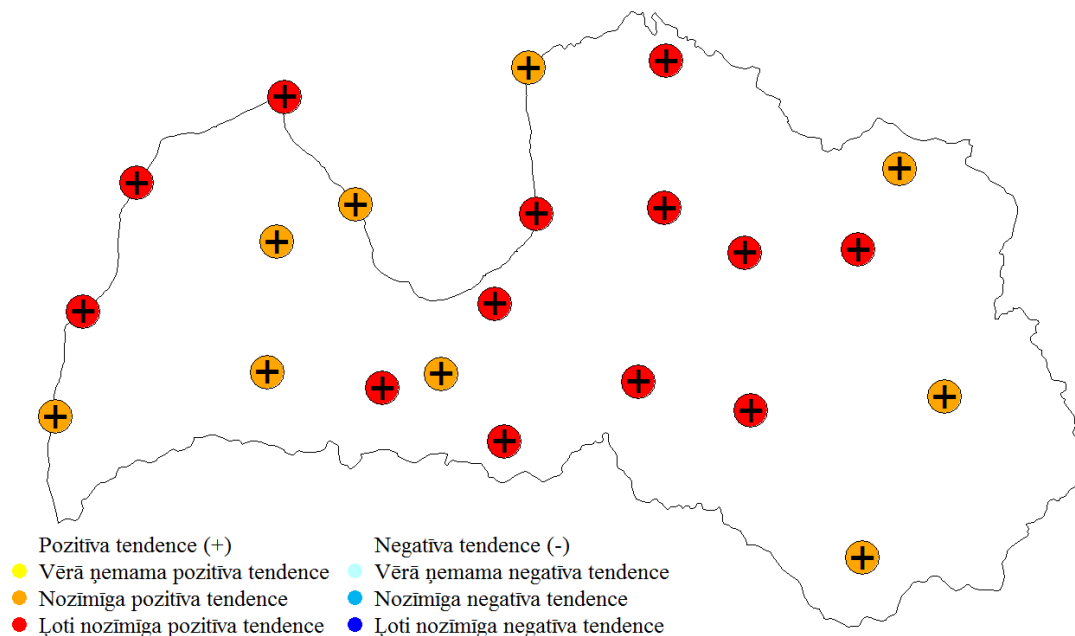 Pozitīva tendence (+)
Vērā ņemama pozitīva tendence
Nozīmīga pozitīva tendence
Ļoti nozīmīga pozitīva tendence
Negatīva tendence (-)
Vērā ņemama negatīva tendence
Nozīmīga negatīva tendence
Ļoti nozīmīga negatīva tendence